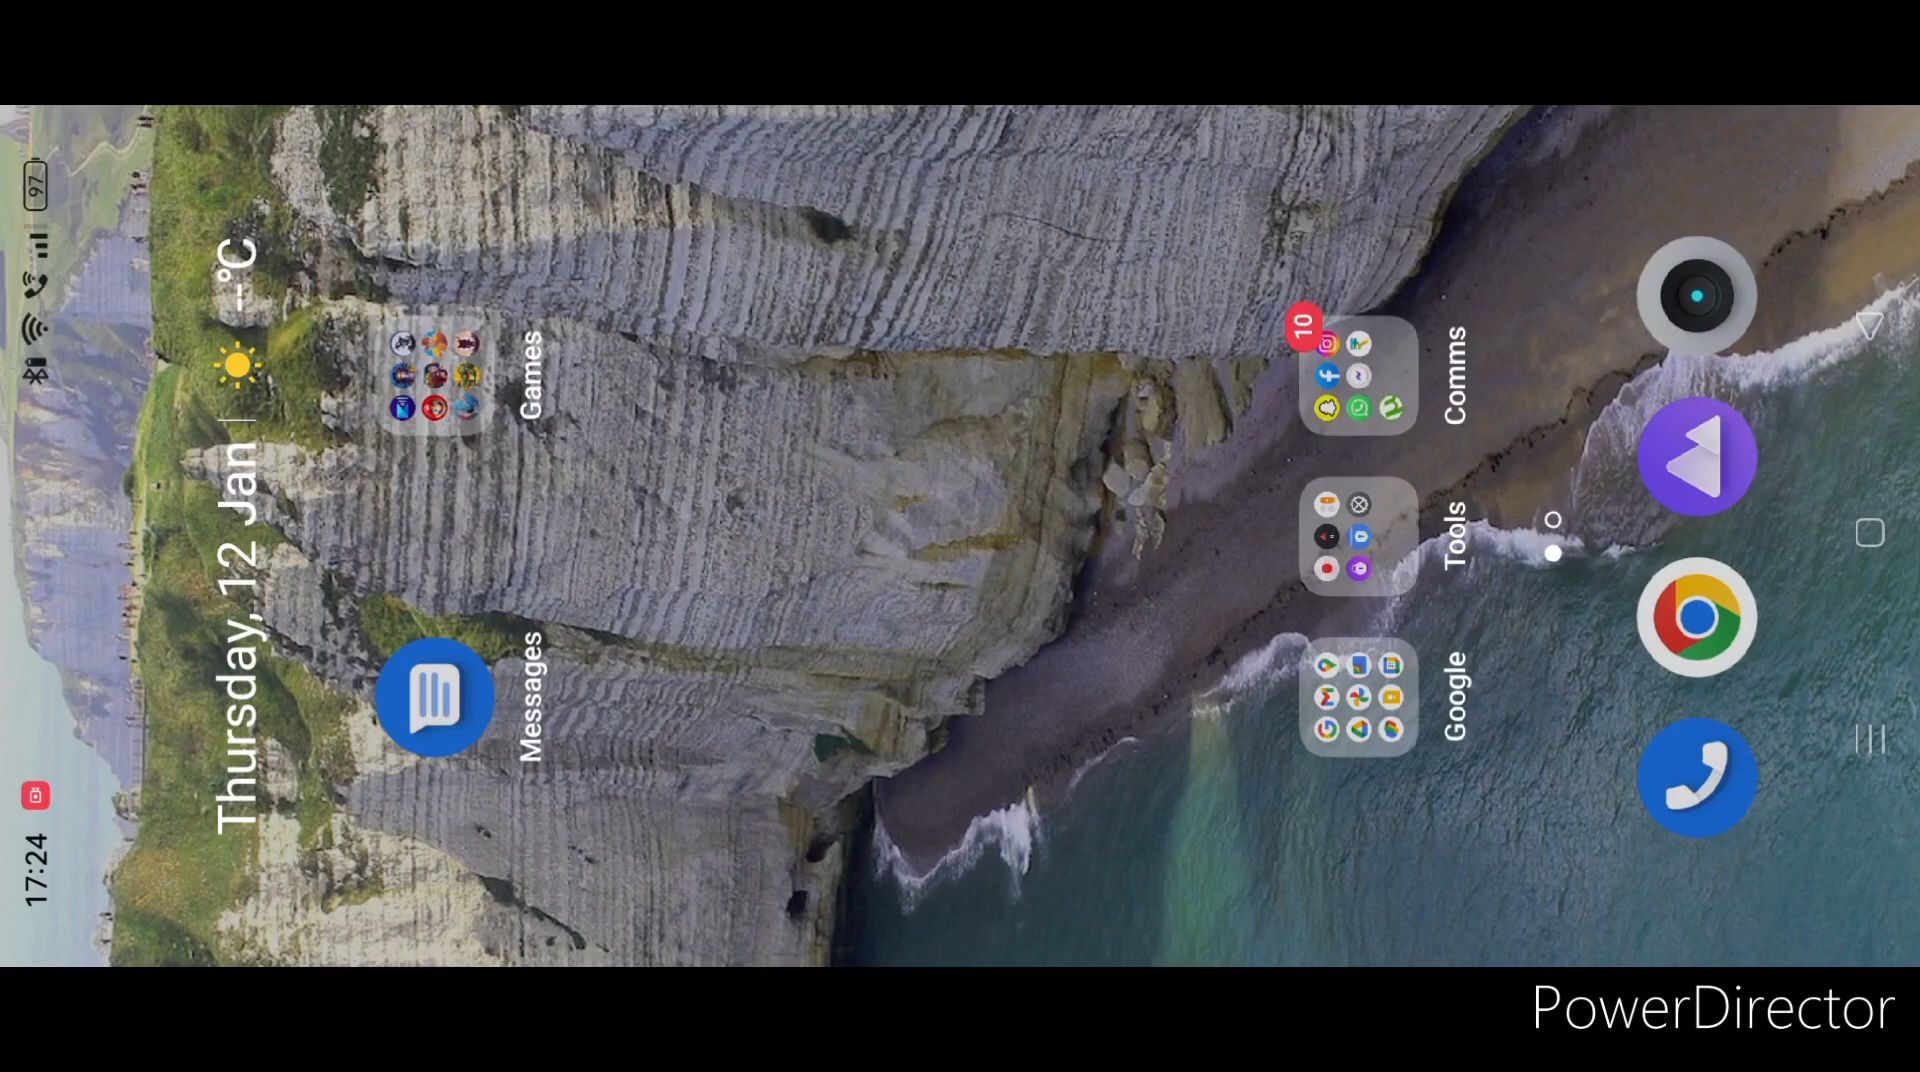 17:24
97
Thursday, 12 Jan | --°C
Messages
Games
Google
Tools
Comms
10
PowerDirector